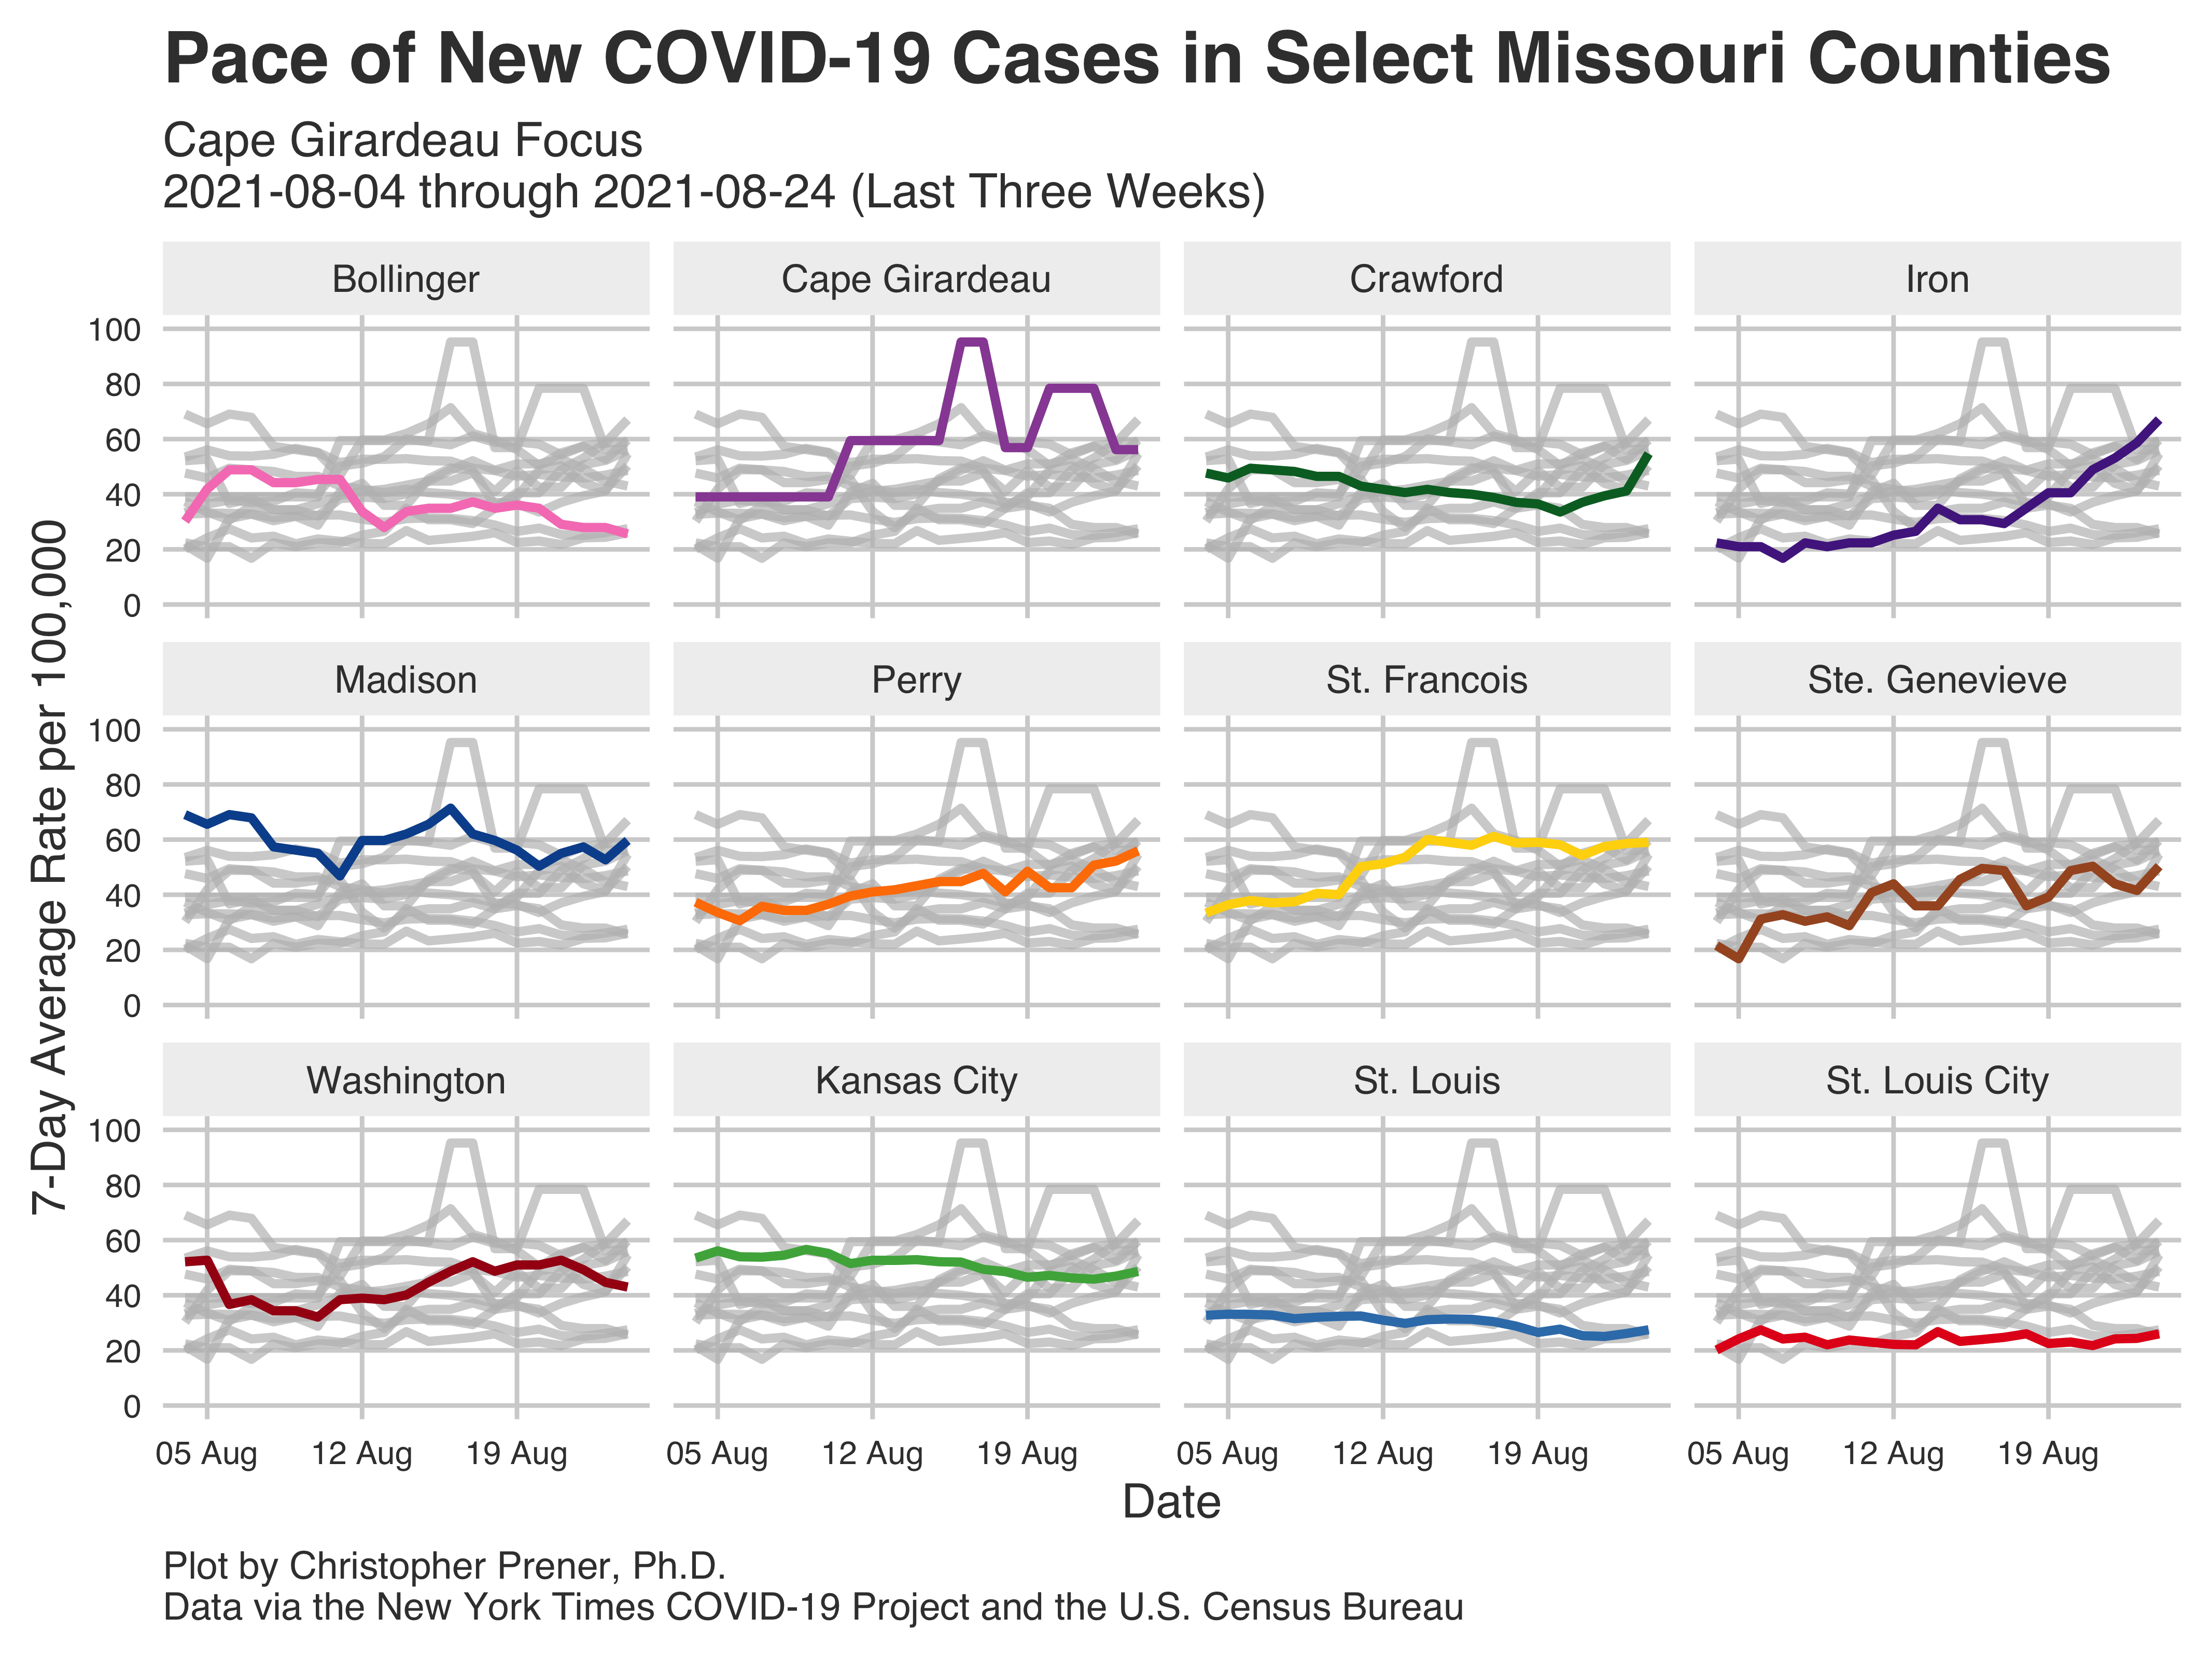 Pace of New COVID-19 Cases in Select Missouri Counties
Cape Girardeau Focus
2021-08-04 through 2021-08-24 (Last Three Weeks)
7-Day Average Rate per 100,000
Bollinger
Cape Girardeau
Crawford
Iron
100
80
60
40
20
0
Madison
Perry
St. Francois
Ste. Genevieve
100
80
60
40
20
0
Washington
Kansas City
St. Louis
St. Louis City
100
80
60
40
20
0
05 Aug 12 Aug 19 Aug
05 Aug 12 Aug 19 Aug
05 Aug 12 Aug 19 Aug
05 Aug 12 Aug 19 Aug
Date
Plot by Christopher Prener, Ph.D.
Data via the New York Times COVID-19 Project and the U.S. Census Bureau